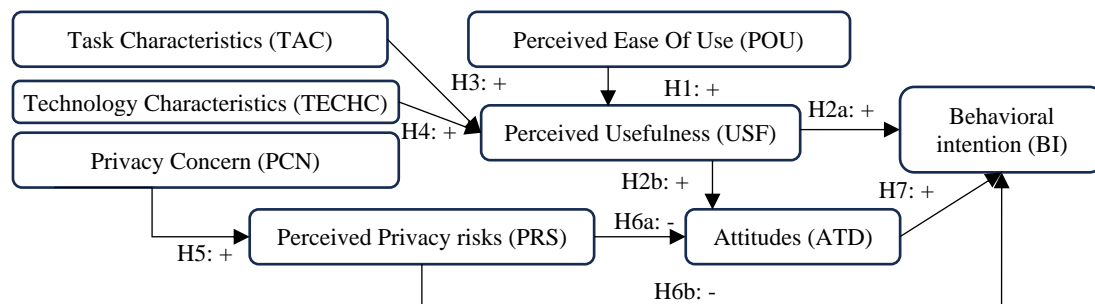 Task Characteristics (TAC)
Perceived Ease Of Use (POU)
H3: +
H1: +
Technology Characteristics (TECHC)
H4: +
Perceived Usefulness (USF)
H2a: +
Behavioral
intention (BI)
Privacy Concern (PCN)
H2b: +
H7: +
H5: +
Perceived Privacy risks (PRS)
H6a: -
Attitudes (ATD)
H6b: -